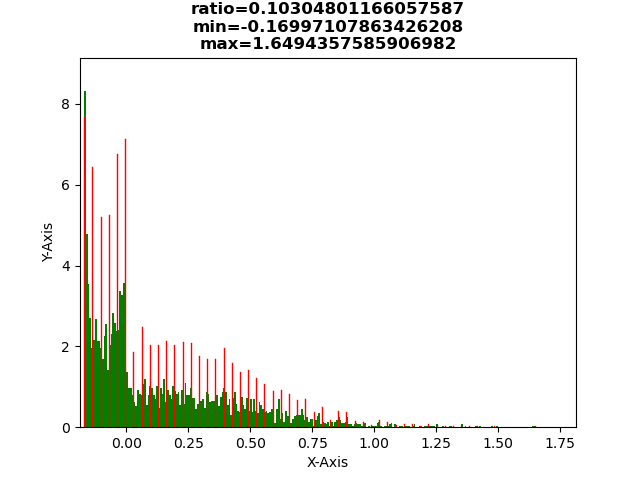 ratio=0.10304801166057587
min=-0.16997107863426208
max=1.6494357585906982
8
6
4
2
0
Y-Axis
0.00 0.25 0.50 0.75 1.00 1.25 1.50 1.75
X-Axis